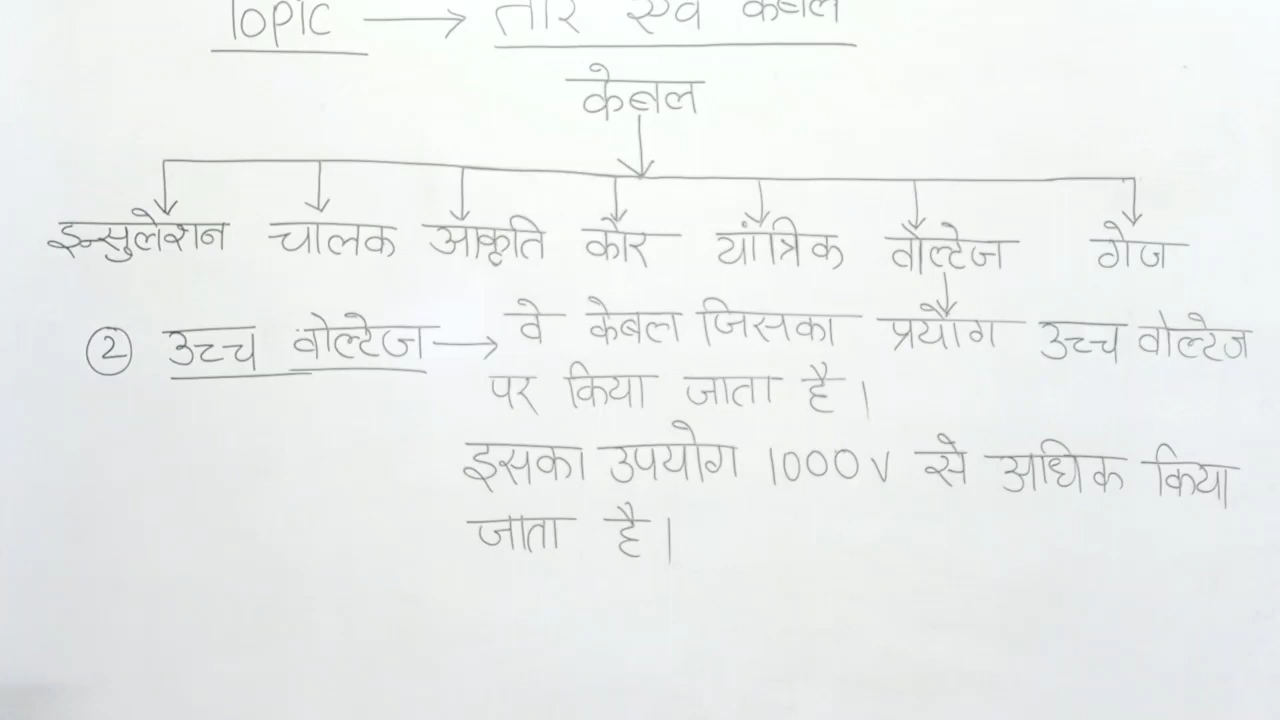 Topic → तार एवं केबल
केबल
इन्सुलेशन चालक आकृति कोर यांत्रिक वोल्टेज गेज
② उच्च वोल्टेज → वे केबल जिसका प्रयोग उच्च वोल्टेज
पर किया जाता है।
इसका उपयोग 1000V से अधिक किया
जाता है।